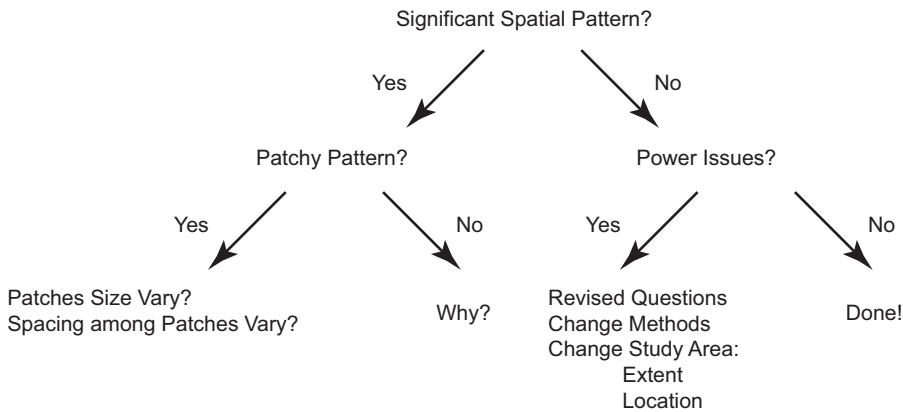 Significant Spatial Pattern?
Yes
No
Patchy Pattern?
Power Issues?
Yes
No
Yes
No
Patches Size Vary?
Spacing among Patches Vary?
Why?
Revised Questions
Change Methods
Change Study Area:
Extent
Location
Done!